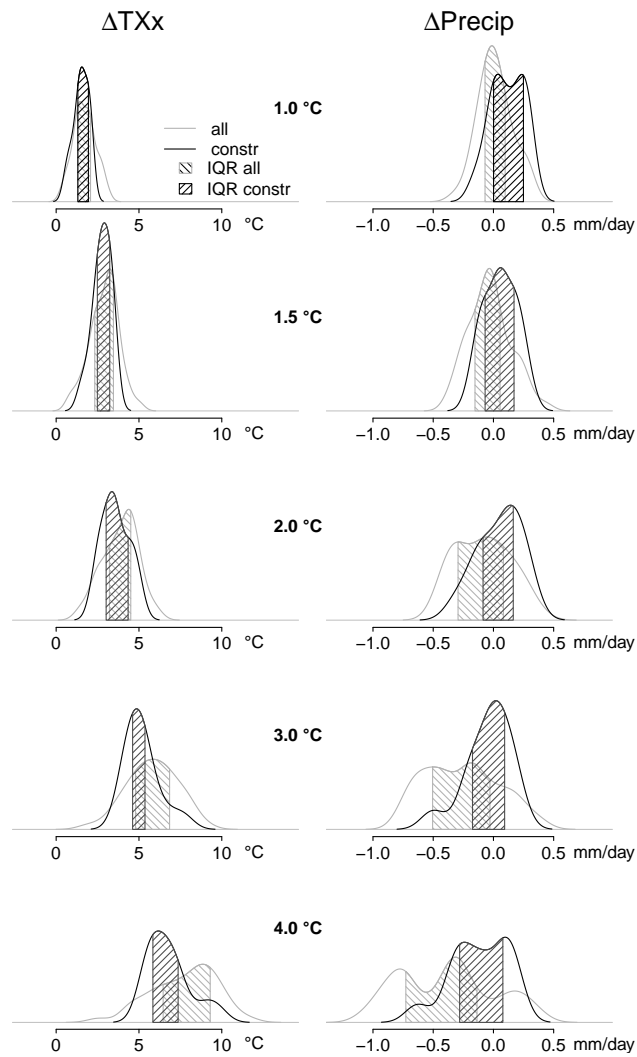 ΔTXx ΔPrecip
1.0 °C
all
constr
IQR all
IQR constr
0 5 10 °C −1.0 −0.5 0.0 0.5 mm/day
1.5 °C
0 5 10 °C −1.0 −0.5 0.0 0.5 mm/day
2.0 °C
0 5 10 °C −1.0 −0.5 0.0 0.5 mm/day
3.0 °C
0 5 10 °C −1.0 −0.5 0.0 0.5 mm/day
4.0 °C
0 5 10 °C −1.0 −0.5 0.0 0.5 mm/day